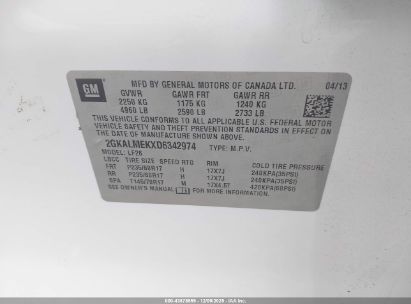 GM
MFD BY GENERAL MOTORS OF CANADA LTD. 04/13
GVWR GAWR FRT GAWR RR
2250 KG 1175 KG 1240 KG
4960 LB 2590 LB 2733 LB
THIS VEHICLE CONFORMS TO ALL APPLICABLE U.S. FEDERAL MOTOR
VEHICLE SAFETY AND THEFT PREVENTION STANDARDS IN EFFECT
ON THE DATE OF MANUFACTURE SHOWN ABOVE.
2GKALMEKXD6342974 TYPE: M.P.V.
MODEL: LF26
LOCC TIRE SIZE SPEED RTG RIM COLD TIRE PRESSURE
FRT P235/60R17 H 17X7J 240KPA(35PSI)
RR P235/60R17 H 17X7J 240KPA(35PSI)
SPA T145/70R17 M 17X4.5T 420KPA(60PSI)
SEE OWNER'S MANUAL FOR MORE INFORMATION.